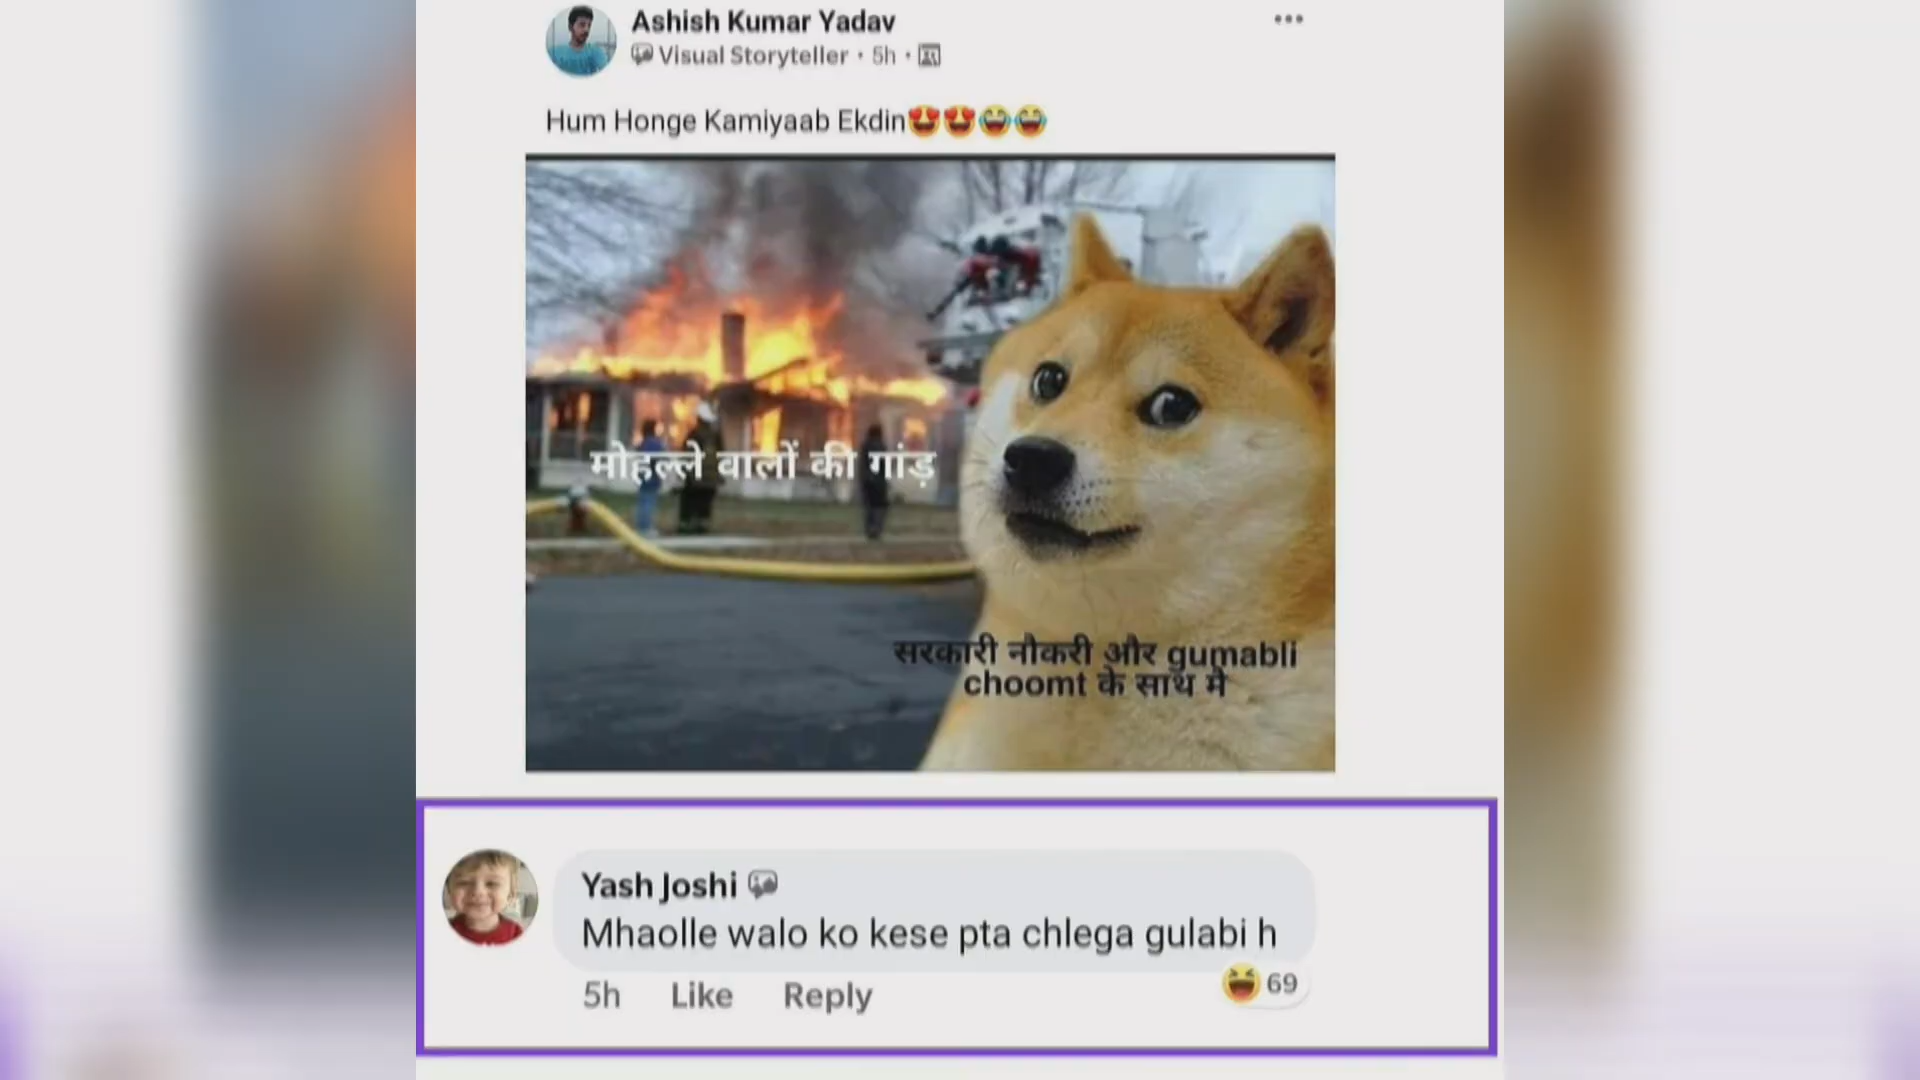 Ashish Kumar Yadav
Visual Storyteller · 5h ·
Hum Honge Kamiyaab Ekdin😍😍😂😂
मोहल्ले वालों की गांड़
सरकारी नौकरी और gumabli
choomt के साथ मै
Yash Joshi
Mhaolle walo ko kese pta chlega gulabi h
5h Like Reply
😆 69